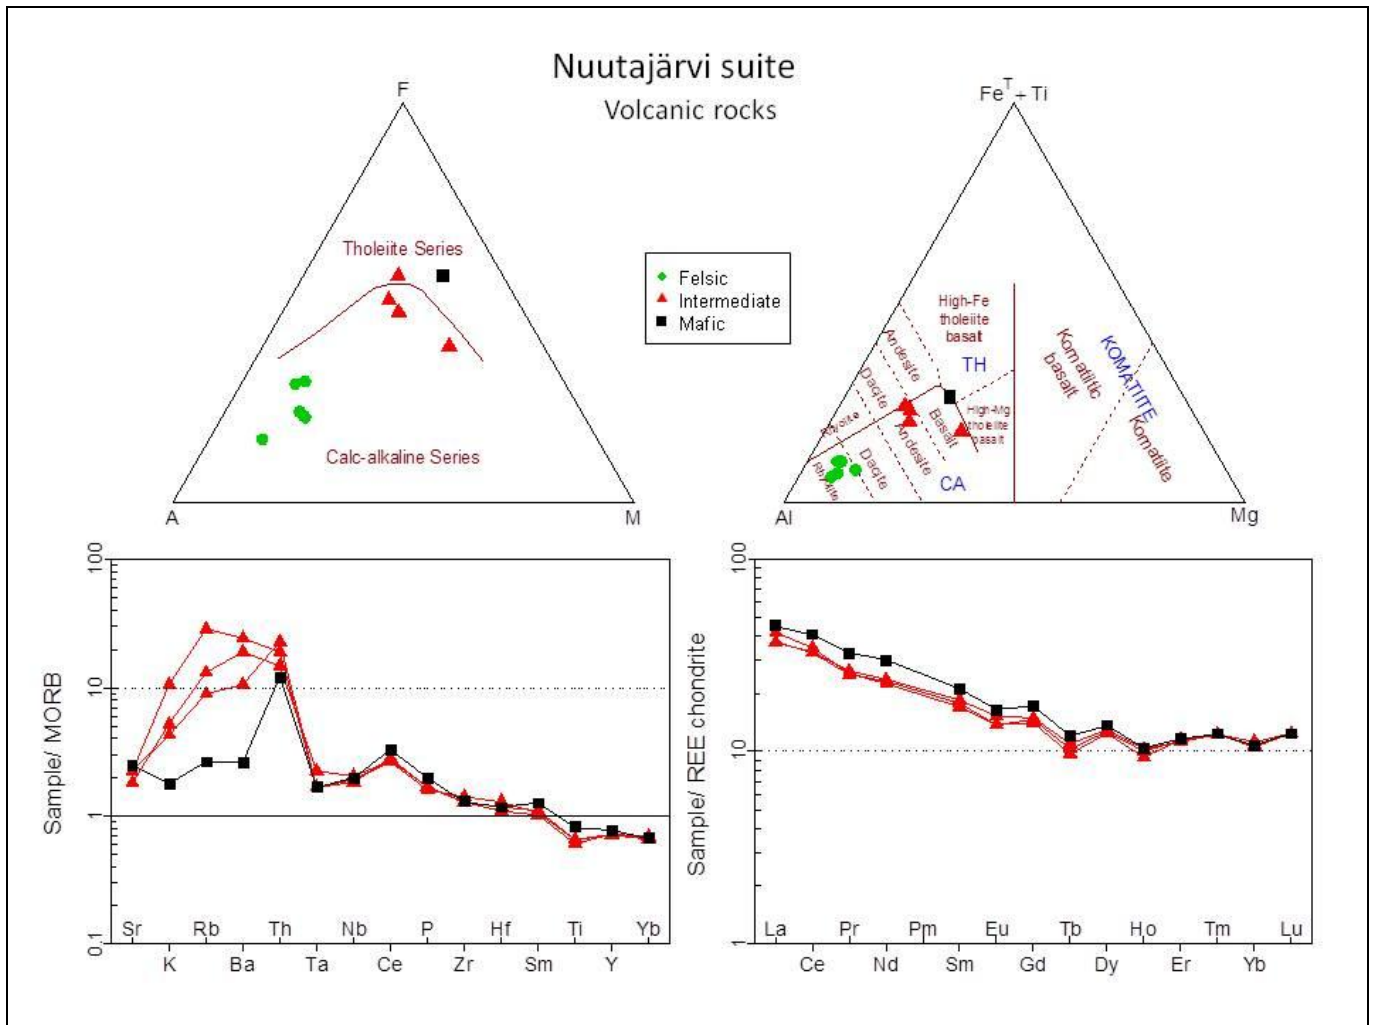 Nuutajärvi suite
Volcanic rocks
F
Tholeiite Series
Calc-alkaline Series
A
M
Felsic
Intermediate
Mafic
Fe^T + Ti
High-Fe
tholeiite
basalt
TH
Andesite
Dacite
Rhyolite
Komatiitic
basalt
KOMATIITE
Komatiite
High-Mg
tholeiite
basalt
Basalt
Andesite
Dacite
Rhyolite
CA
Al
Mg
Sample/ MORB
100
10
1
0.1
Sr
Rb
Th
Nb
P
Hf
Ti
Yb
K
Ba
Ta
Ce
Zr
Sm
Y
Sample/ REE chondrite
100
10
1
La
Pr
Pm
Eu
Tb
Ho
Tm
Lu
Ce
Nd
Sm
Gd
Dy
Er
Yb